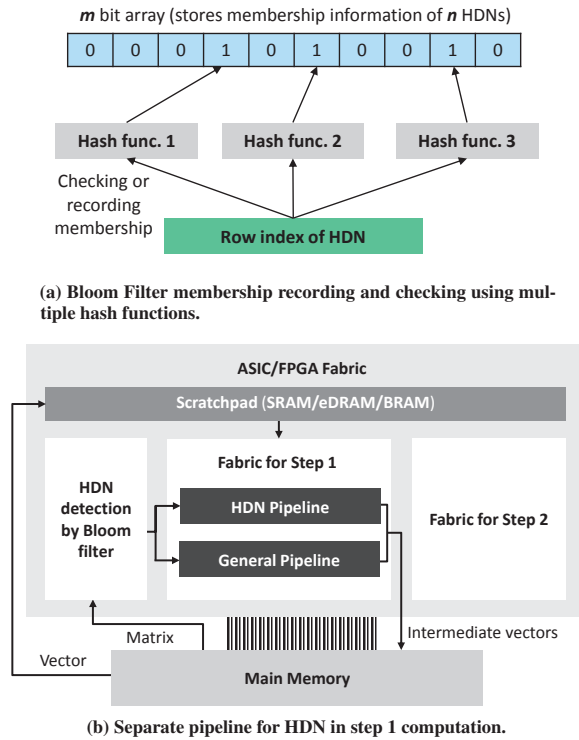 m bit array (stores membership information of n HDNs)
0 0 0 1 0 1 0 0 1 0
Hash func. 1 Hash func. 2 Hash func. 3
Checking or
recording
membership
Row index of HDN
(a) Bloom Filter membership recording and checking using mul-
tiple hash functions.
ASIC/FPGA Fabric
Scratchpad (SRAM/eDRAM/BRAM)
HDN
detection
by Bloom
filter
Fabric for Step 1
HDN Pipeline
General Pipeline
Fabric for Step 2
Matrix
Intermediate vectors
Vector
Main Memory
(b) Separate pipeline for HDN in step 1 computation.